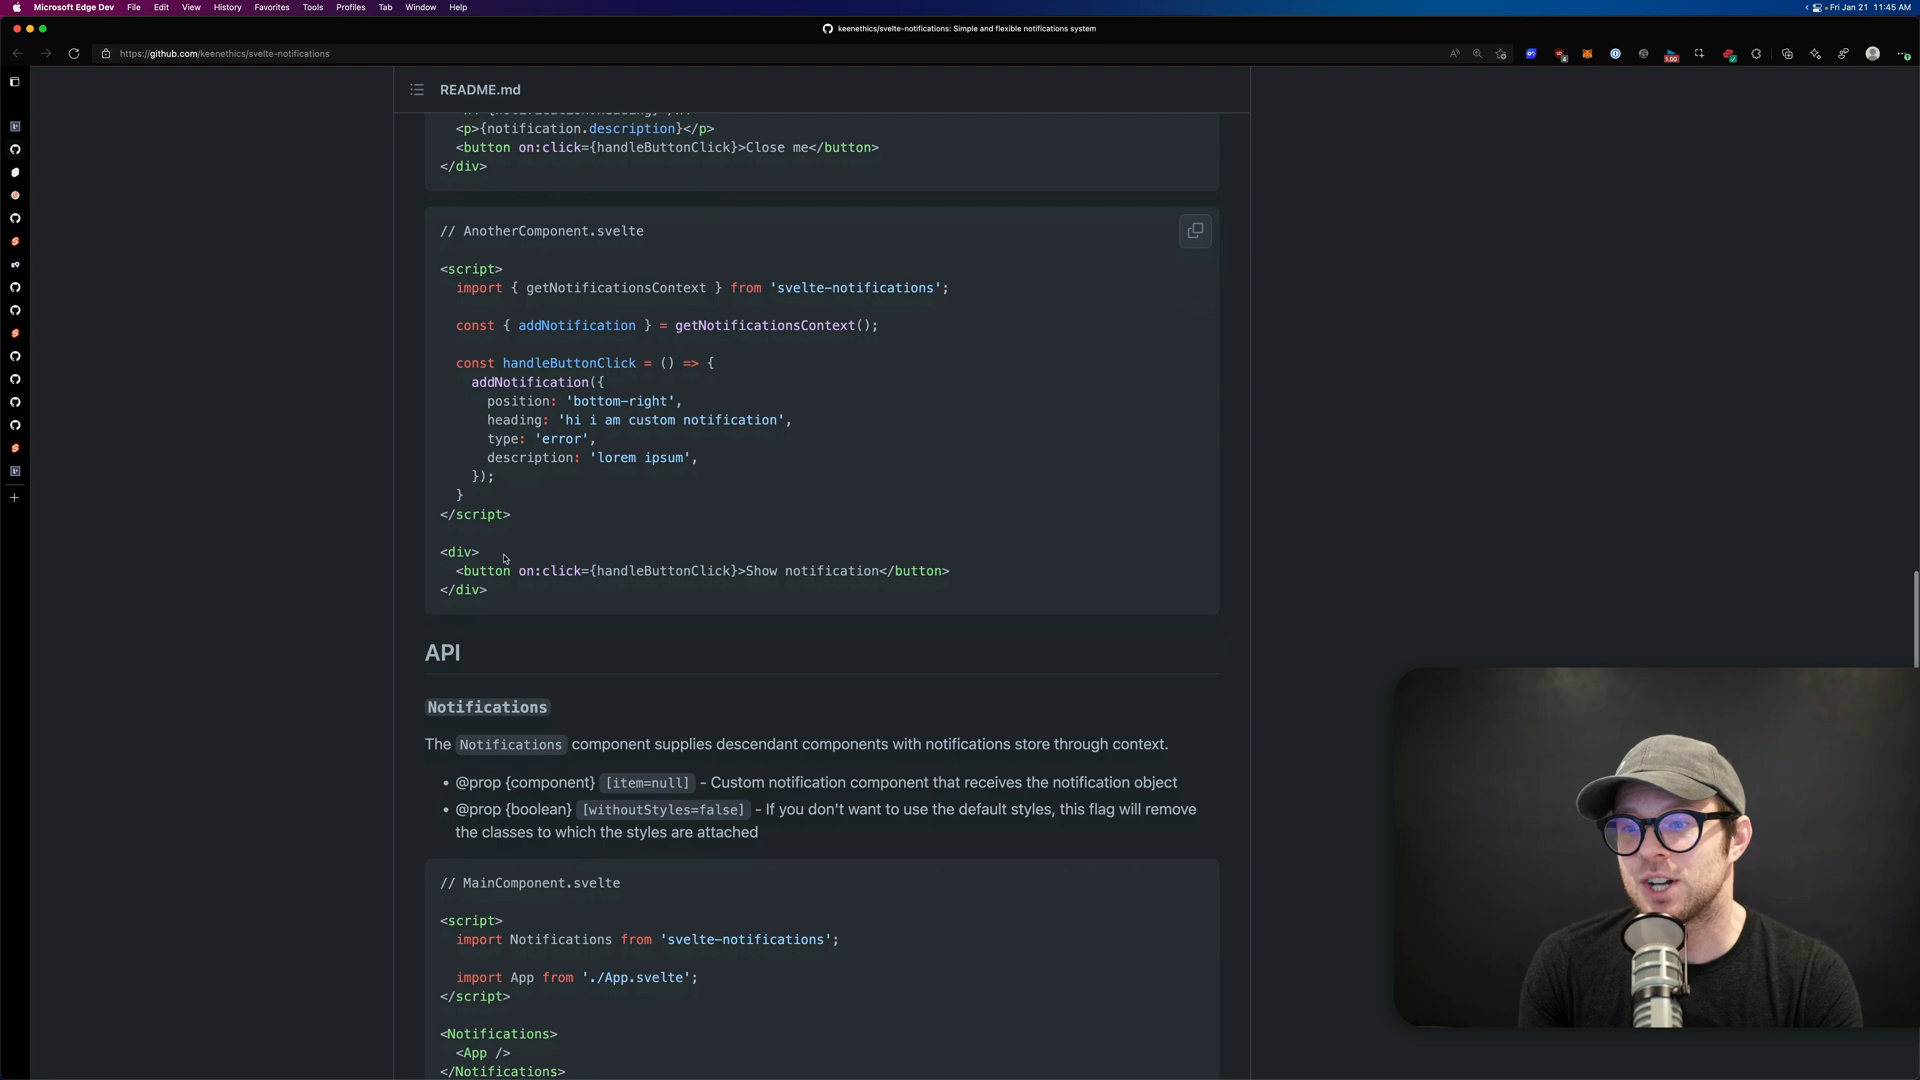 Microsoft Edge Dev File Edit View History Favorites Tools Profiles Tab Window Help
Fri Jan 21 11:45 AM
keenethics/svelte-notifications: Simple and flexible notifications system
https://github.com/keenethics/svelte-notifications
1.00
README.md
<p>{notification.description}</p>
<button on:click={handleButtonClick}>Close me</button>
</div>
// AnotherComponent.svelte
<script>
import { getNotificationsContext } from 'svelte-notifications';
const { addNotification } = getNotificationsContext();
const handleButtonClick = () => {
addNotification({
position: 'bottom-right',
heading: 'hi i am custom notification',
type: 'error',
description: 'lorem ipsum',
});
}
</script>
<div>
<button on:click={handleButtonClick}>Show notification</button>
</div>
API
Notifications
The Notifications component supplies descendant components with notifications store through context.
• @prop {component} [item=null] - Custom notification component that receives the notification object
• @prop {boolean} [withoutStyles=false] - If you don't want to use the default styles, this flag will remove
the classes to which the styles are attached
// MainComponent.svelte
<script>
import Notifications from 'svelte-notifications';
import App from './App.svelte';
</script>
<Notifications>
<App />
</Notifications>